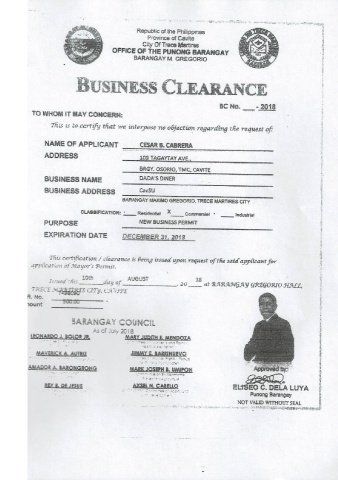 Republic of the Philippines
Province of Cavite
City Of Trece Martires
OFFICE OF THE PUNONG BARANGAY
BARANGAY M. GREGORIO
BUSINESS CLEARANCE
BC No. ___ - 2018
TO WHOM IT MAY CONCERN:
This is to certify that we interpose no objection regarding the request of:
NAME OF APPLICANT CESAR B. CABRERA
ADDRESS 105 TAGAYTAY AVE.,
BRGY. OSORIO, TMC, CAVITE
BUSINESS NAME DADA'S DINER
BUSINESS ADDRESS CavSU
BARANGAY MAXIMO GREGORIO, TRECE MARTIRES CITY
CLASSIFICATION: ___ Residential X Commercial ___ Industrial
PURPOSE NEW BUSINESS PERMIT
EXPIRATION DATE DECEMBER 31, 2018
This certification / clearance is being issued upon request of the said applicant for
application of Mayor's Permit.
Issued this 10th day of AUGUST 20 18 at BARANGAY GREGORIO HALL,
TRECE MARTIRES CITY, CAVITE
R. No.
mount 500.00
BARANGAY COUNCIL
As of July 2018
LEONARDO J. BOLOR JR. MARY JUDITH E. MENDOZA
MAVERICK A. AUTRIZ JIMMY E. BARENGEVO
AMADOR A. BARONGRONG MARK JOSEPH B.
REY B. DE JESUS AXSEL N. CABELLO
Approved by:
ELISEO C. DELA LUYA
Punong Barangay
NOT VALID WITHOUT SEAL